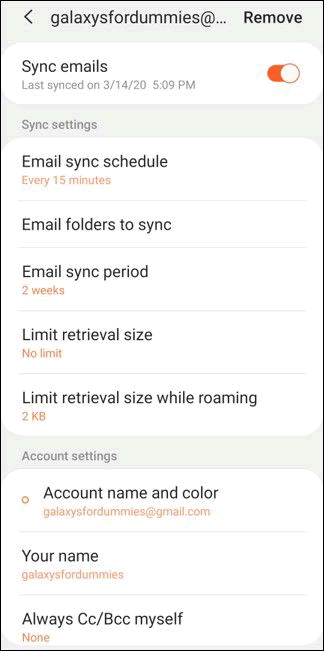 galaxysfordummies@... Remove
Sync emails
Last synced on 3/14/20 5:09 PM
Sync settings
Email sync schedule
Every 15 minutes
Email folders to sync
Email sync period
2 weeks
Limit retrieval size
No limit
Limit retrieval size while roaming
2 KB
Account settings
Account name and color
galaxysfordummies@gmail.com
Your name
galaxysfordummies
Always Cc/Bcc myself
None